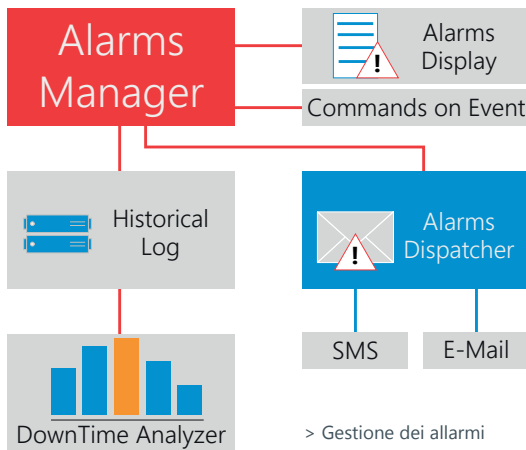 Alarms
Manager
Alarms
Display
!
Commands on Event
Historical
Log
Alarms
Dispatcher
!
SMS
E-Mail
DownTime Analyzer
> Gestione dei allarmi